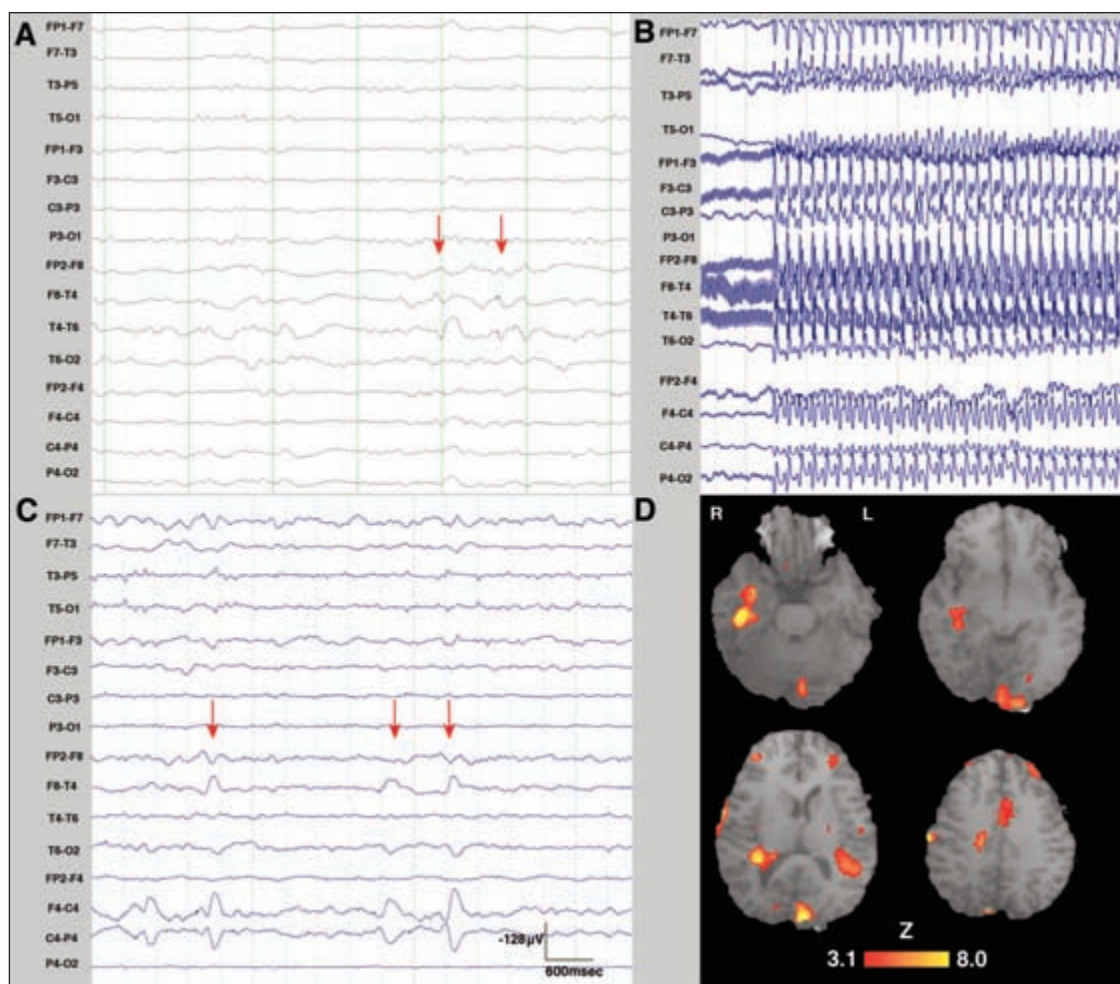 A
FP1-F7
F7-T3
T3-P5
T5-O1
FP1-F3
F3-C3
C3-P3
P3-O1
FP2-F8
F8-T4
T4-T6
T6-O2
FP2-F4
F4-C4
C4-P4
P4-O2
B
FP1-F7
F7-T3
T3-P5
T5-O1
FP1-F3
F3-C3
C3-P3
P3-O1
FP2-F8
F8-T4
T4-T6
T6-O2
FP2-F4
F4-C4
C4-P4
P4-O2
C
FP1-F7
F7-T3
T3-P5
T5-O1
FP1-F3
F3-C3
C3-P3
P3-O1
FP2-F8
F8-T4
T4-T6
T6-O2
FP2-F4
F4-C4
C4-P4
P4-O2
-128µV
600msec
D
R L
Z
3.1 8.0